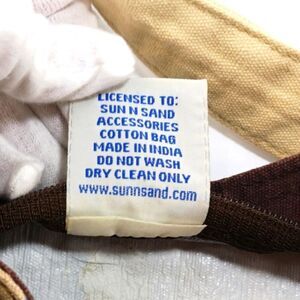 LICENSED TO:
SUN N SAND
ACCESSORIES
COTTON BAG
MADE IN INDIA
DO NOT WASH
DRY CLEAN ONLY
www.sunnsand.com